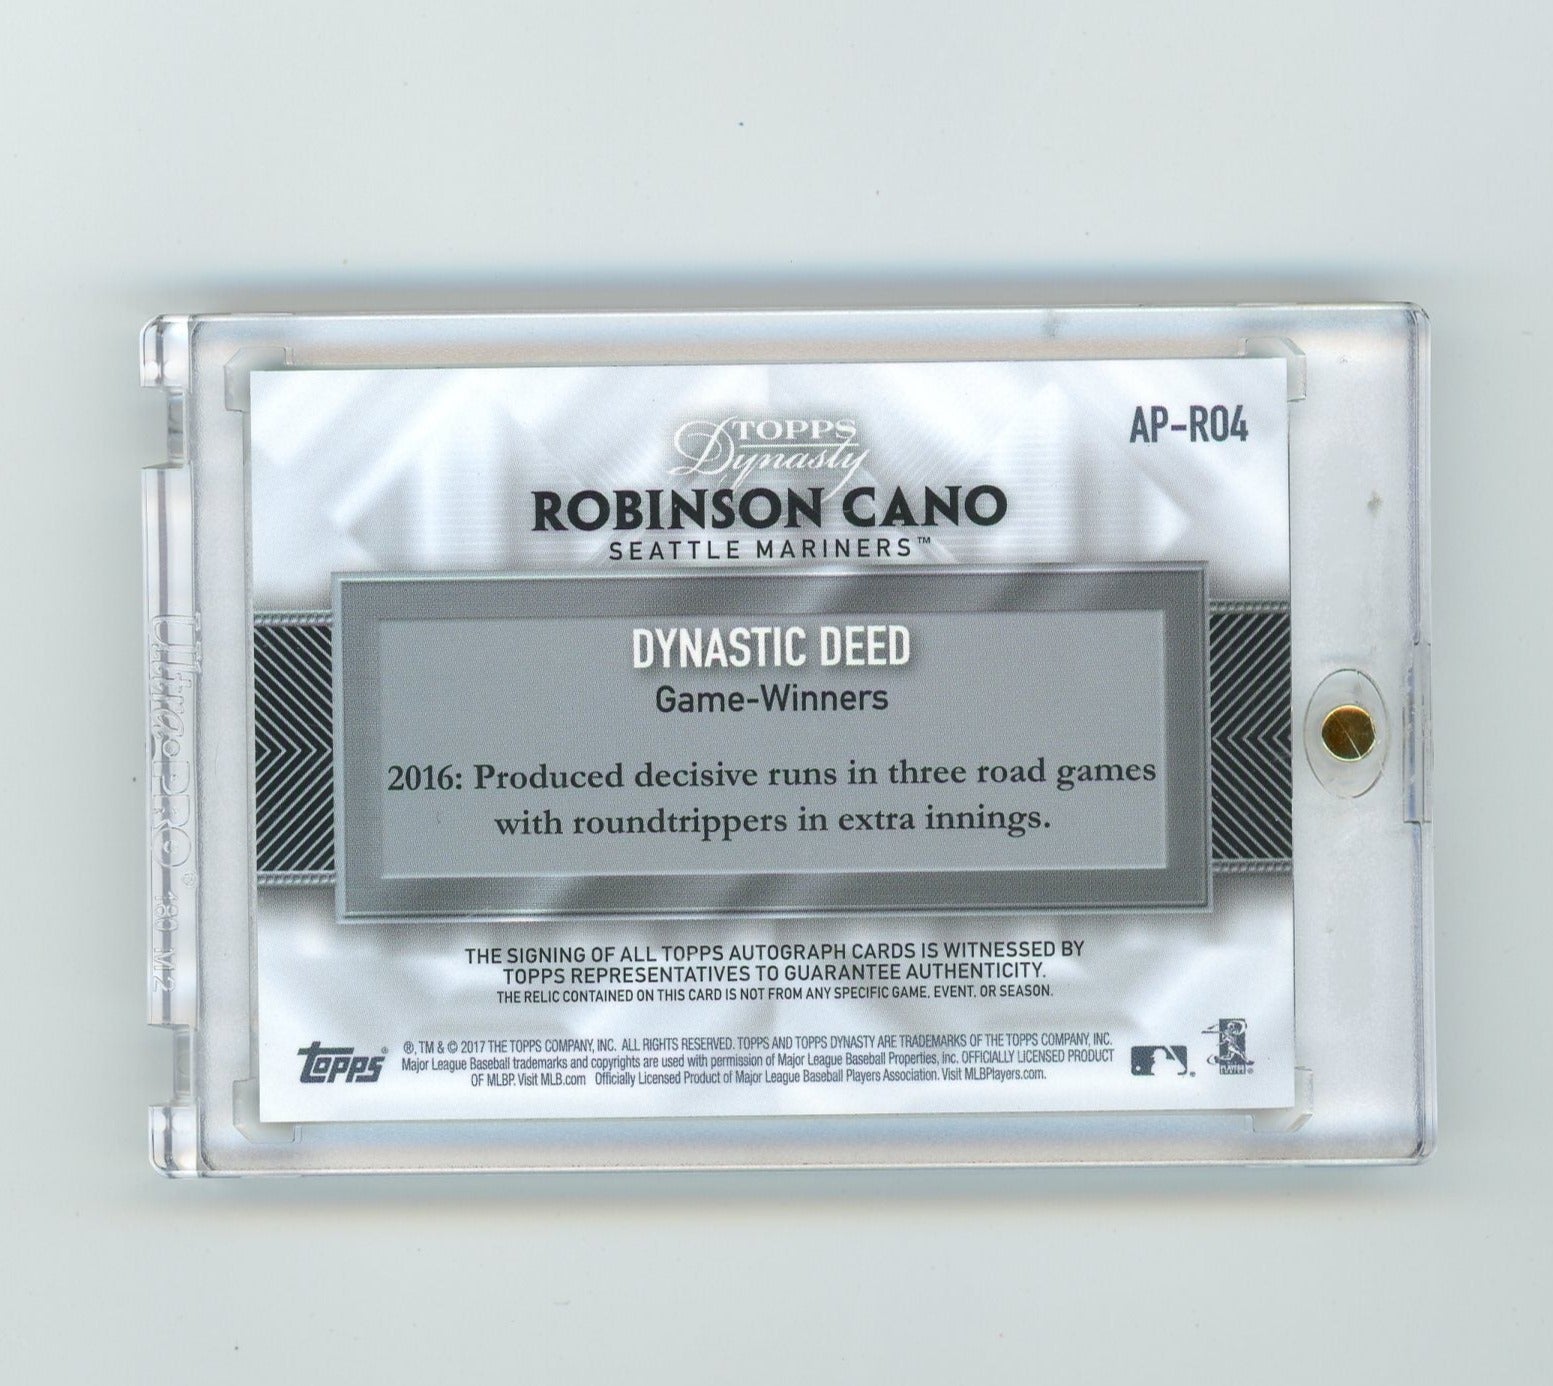 AP-RO4
TOPPS
Dynasty
ROBINSON CANO
SEATTLE MARINERS™
DYNASTIC DEED
Game-Winners
2016: Produced decisive runs in three road games
with roundtrippers in extra innings.
THE SIGNING OF ALL TOPPS AUTOGRAPH CARDS IS WITNESSED BY
TOPPS REPRESENTATIVES TO GUARANTEE AUTHENTICITY.
THE RELIC CONTAINED ON THIS CARD IS NOT FROM ANY SPECIFIC GAME, EVENT, OR SEASON.
topps®
®, TM & © 2017 THE TOPPS COMPANY, INC. ALL RIGHTS RESERVED. TOPPS AND TOPPS DYNASTY ARE TRADEMARKS OF THE TOPPS COMPANY, INC.
Major League Baseball trademarks and copyrights are used with permission of Major League Baseball Properties, Inc. OFFICIALLY LICENSED PRODUCT
OF MLBP. Visit MLB.com Officially Licensed Product of Major League Baseball Players Association. Visit MLBPlayers.com.
Ultra·PRO®